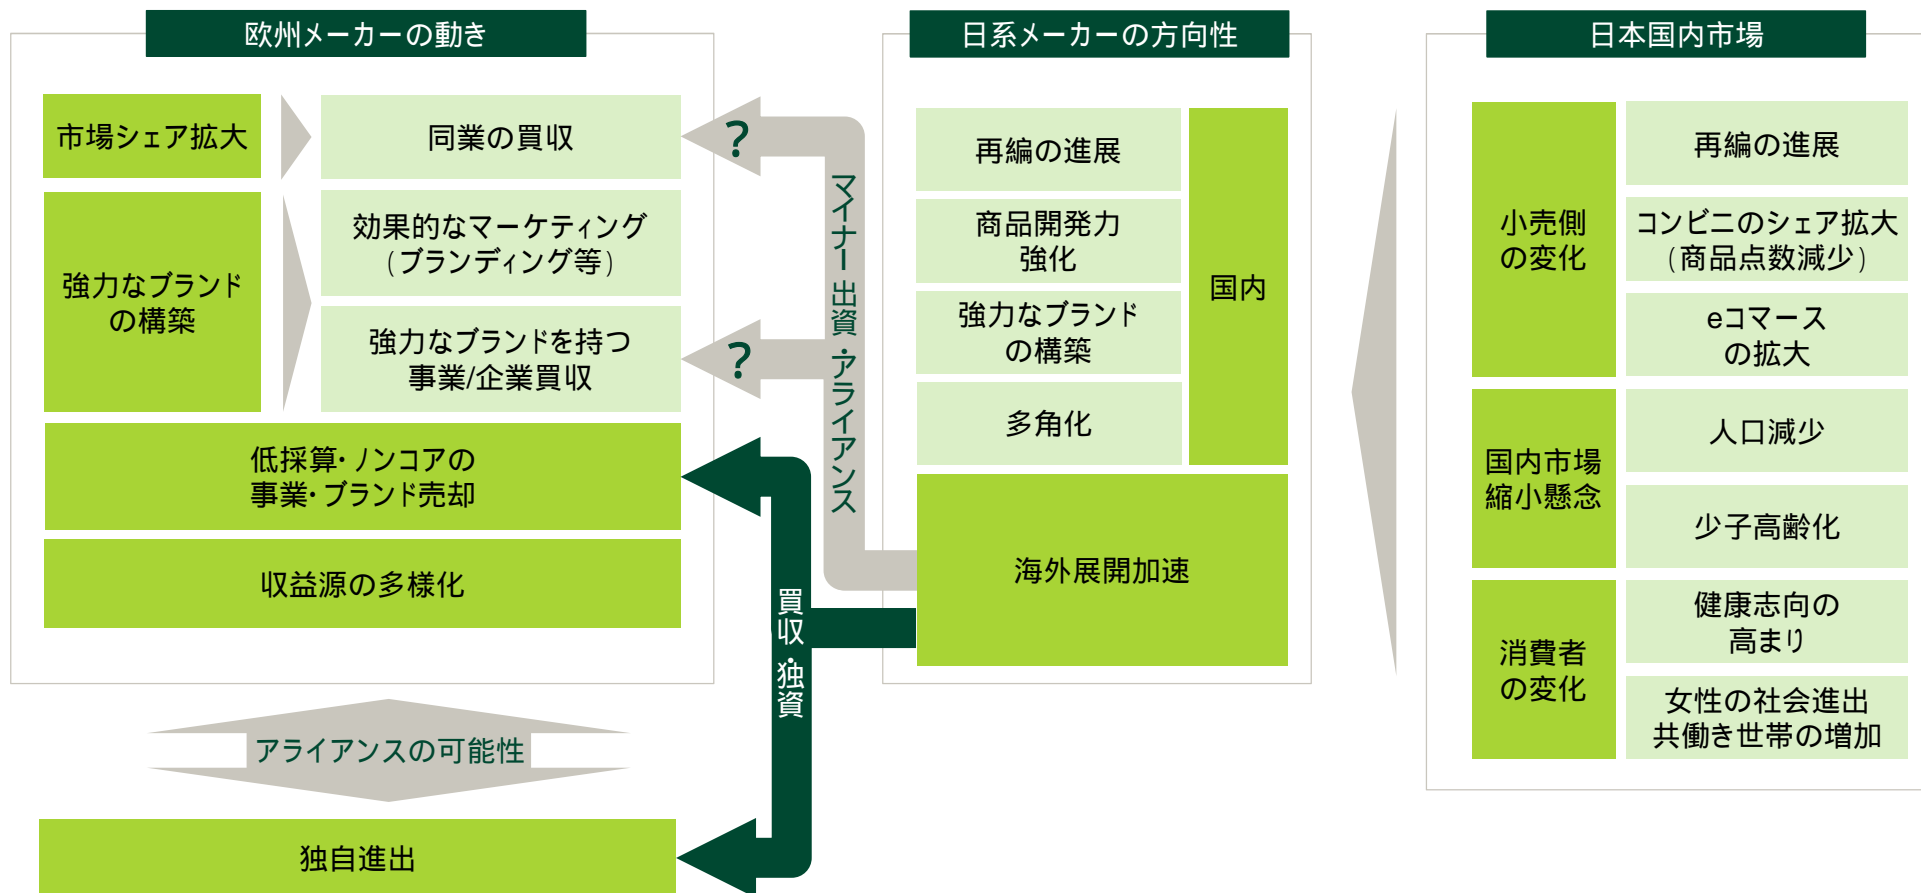 欧州メーカーの動き
市場シェア拡大
同業の買収
強力なブランド
の構築
効果的なマーケティング
(ブランディング等)
強力なブランドを持つ
事業/企業買収
低採算・ノンコアの
事業・ブランド売却
収益源の多様化
アライアンスの可能性
独自進出
?
?
マイナー出資・アライアンス
買収・独資
日系メーカーの方向性
再編の進展
商品開発力
強化
強力なブランド
の構築
多角化
国内
海外展開加速
日本国内市場
小売側
の変化
再編の進展
コンビニのシェア拡大
(商品点数減少)
eコマース
の拡大
国内市場
縮小懸念
人口減少
少子高齢化
消費者
の変化
健康志向の
高まり
女性の社会進出
共働き世帯の増加